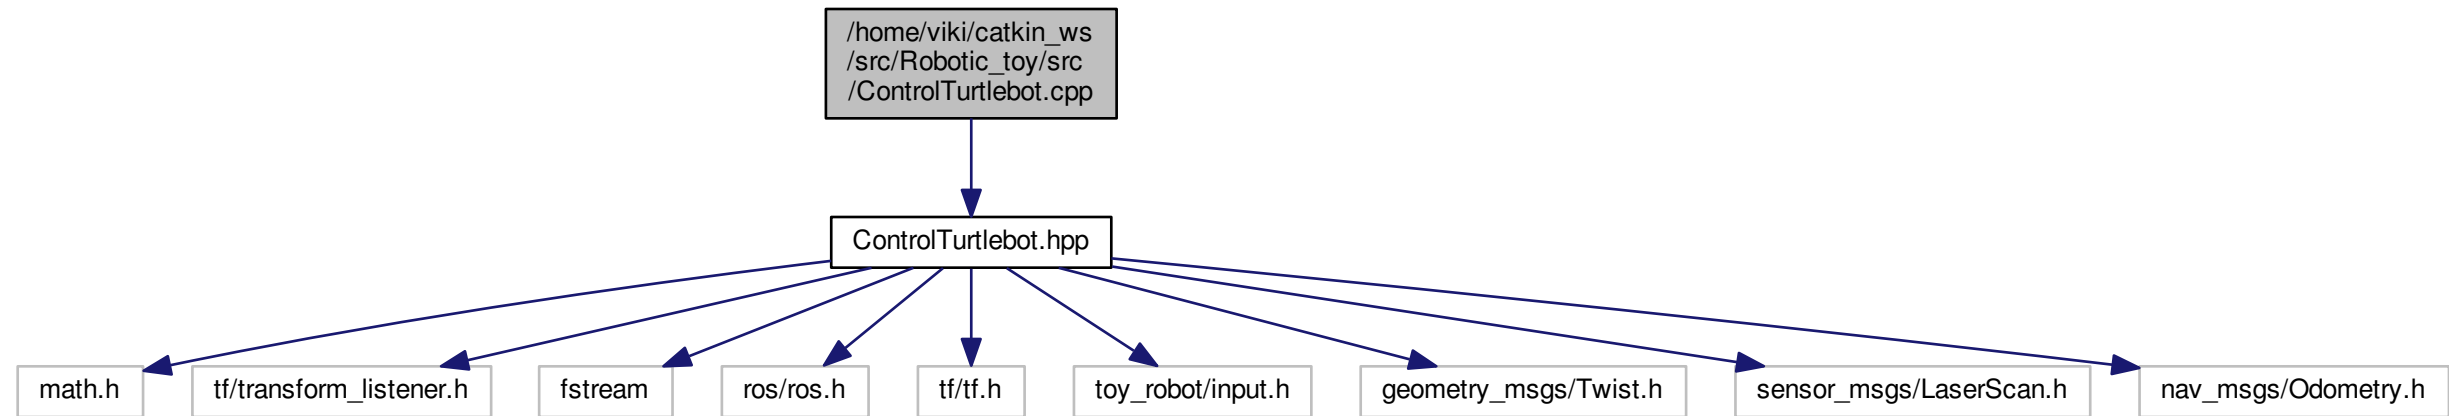 /home/viki/catkin_ws
/src/Robotic_toy/src
/ControlTurtlebot.cpp
ControlTurtlebot.hpp
math.h
tf/transform_listener.h
fstream
ros/ros.h
tf/tf.h
toy_robot/input.h
geometry_msgs/Twist.h
sensor_msgs/LaserScan.h
nav_msgs/Odometry.h